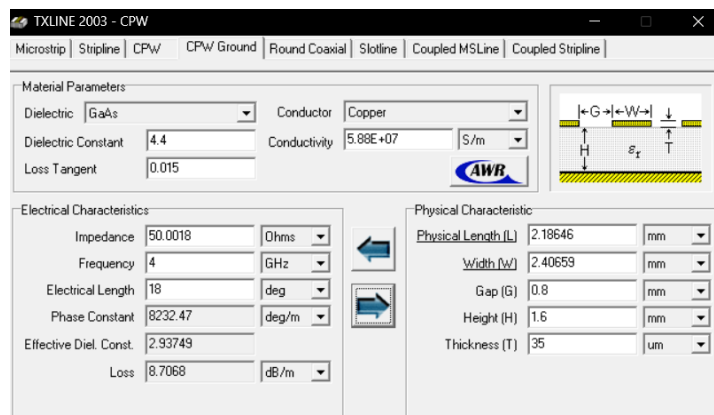 TXLINE 2003 - CPW
Microstrip Stripline CPW CPW Ground Round Coaxial Slotline Coupled MSLine Coupled Stripline
Material Parameters
Dielectric GaAs Conductor Copper
Dielectric Constant 4.4 Conductivity 5.88E+07 S/m
Loss Tangent 0.015 AWR
G W
H εr T
Electrical Characteristics Physical Characteristic
Impedance 50.0018 Ohms Physical Length (L) 2.18646 mm
Frequency 4 GHz Width (W) 2.40659 mm
Electrical Length 18 deg Gap (G) 0.8 mm
Phase Constant 8232.47 deg/m Height (H) 1.6 mm
Effective Diel. Const. 2.93749 Thickness (T) 35 um
Loss 8.7068 dB/m